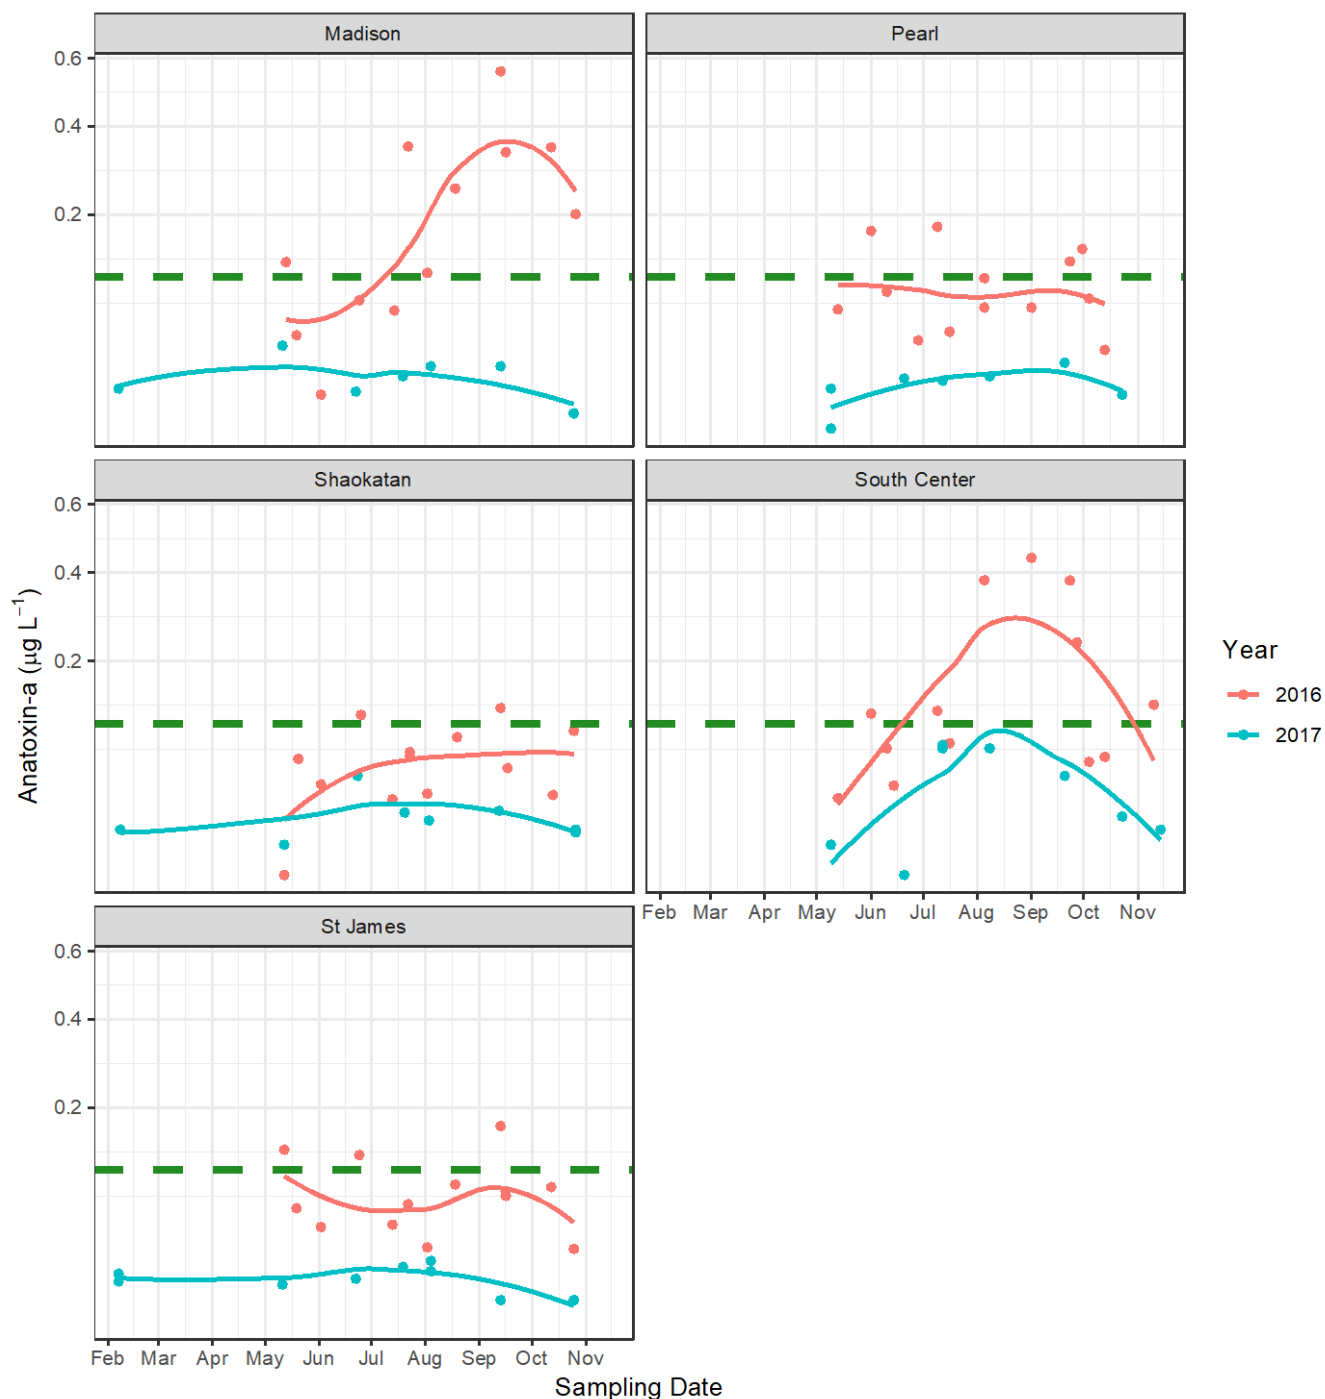 Madison
Pearl
0.6
0.4
0.2
Shaokatan
South Center
0.6
0.4
0.2
Anatoxin-a (µg L⁻¹)
Year
2016
2017
Feb Mar Apr May Jun Jul Aug Sep Oct Nov
St James
0.6
0.4
0.2
Feb Mar Apr May Jun Jul Aug Sep Oct Nov
Sampling Date